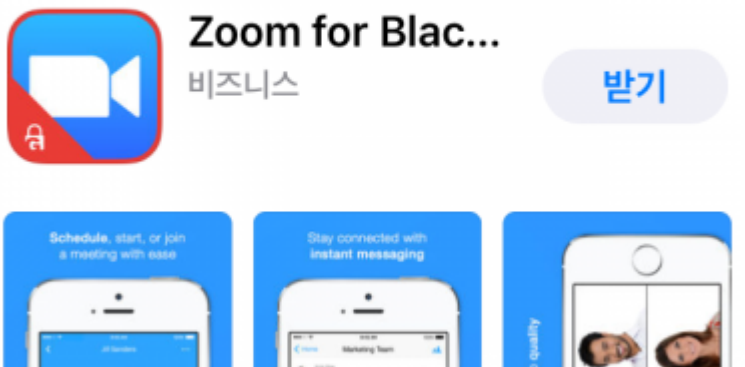 Zoom for Blac...
비즈니스
받기
Schedule, start, or join
a meeting with ease
Stay connected with
instant messaging
Marketing Team
quality